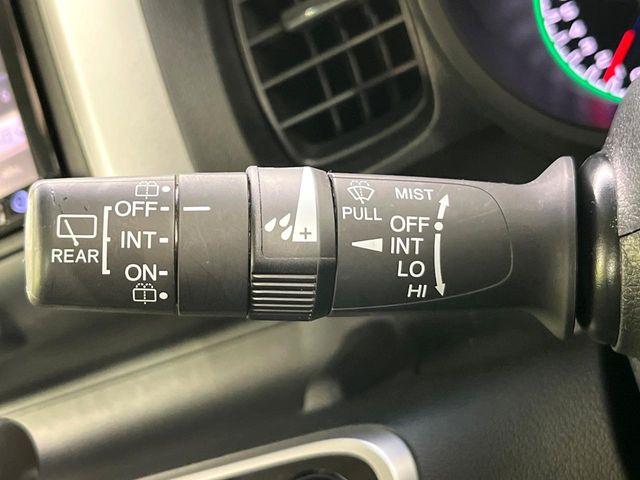 REAR
OFF
INT
ON
+
PULL
MIST
OFF
INT
LO
HI